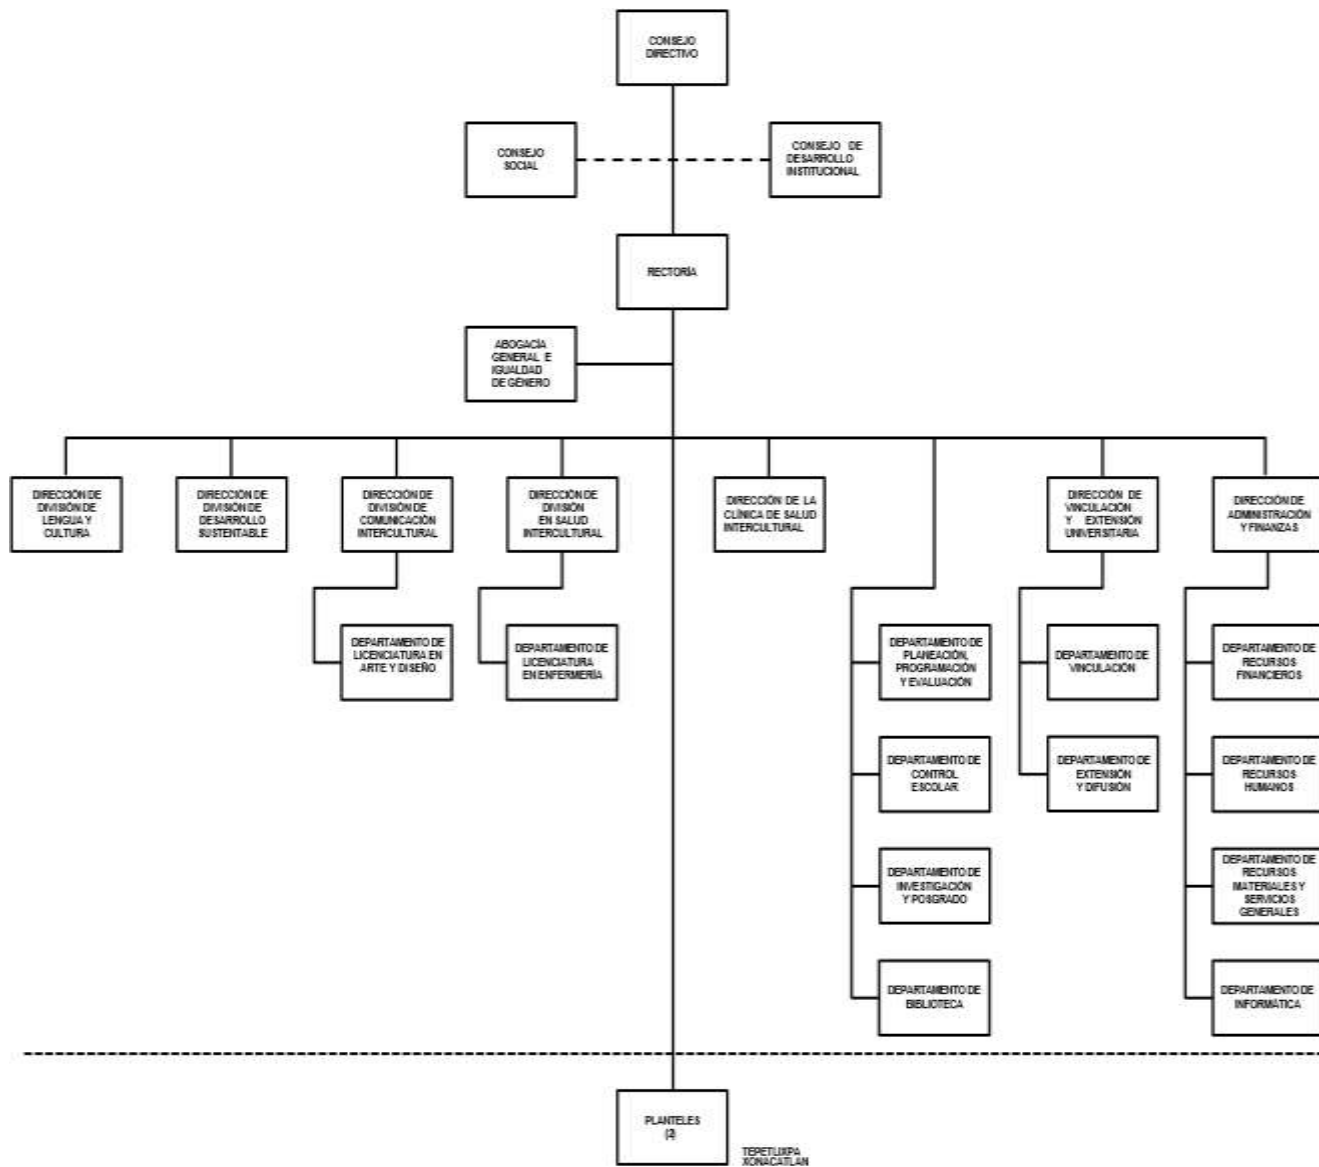 CONSEJO
DIRECTIVO
CONSEJO
SOCIAL
CONSEJO DE
DESARROLLO
INSTITUCIONAL
RECTORÍA
ABOGACÍA
GENERAL E
IGUALDAD
DE GÉNERO
DIRECCIÓN DE
DIVISIÓN DE
LENGUA Y
CULTURA
DIRECCIÓN DE
DIVISIÓN DE
DESARROLLO
SUSTENTABLE
DIRECCIÓN DE
DIVISIÓN DE
COMUNICACIÓN
INTERCULTURAL
DIRECCIÓN DE
DIVISIÓN
EN SALUD
INTERCULTURAL
DIRECCIÓN DE LA
CLÍNICA DE SALUD
INTERCULTURAL
DIRECCIÓN DE
VINCULACIÓN
Y EXTENSIÓN
UNIVERSITARIA
DIRECCIÓN DE
ADMINISTRACIÓN
Y FINANZAS
DEPARTAMENTO DE
LICENCIATURA EN
ARTE Y DISEÑO
DEPARTAMENTO DE
LICENCIATURA
EN ENFERMERÍA
DEPARTAMENTO DE
PLANEACIÓN,
PROGRAMACIÓN
Y EVALUACIÓN
DEPARTAMENTO DE
VINCULACIÓN
DEPARTAMENTO DE
RECURSOS
FINANCIEROS
DEPARTAMENTO DE
CONTROL
ESCOLAR
DEPARTAMENTO DE
EXTENSIÓN
Y DIFUSIÓN
DEPARTAMENTO DE
RECURSOS
HUMANOS
DEPARTAMENTO DE
INVESTIGACIÓN
Y POSGRADO
DEPARTAMENTO DE
RECURSOS
MATERIALES Y
SERVICIOS
GENERALES
DEPARTAMENTO DE
BIBLIOTECA
DEPARTAMENTO DE
INFORMÁTICA
PLANTELES
(2)
TEPETLIXPA
XONACATLAN